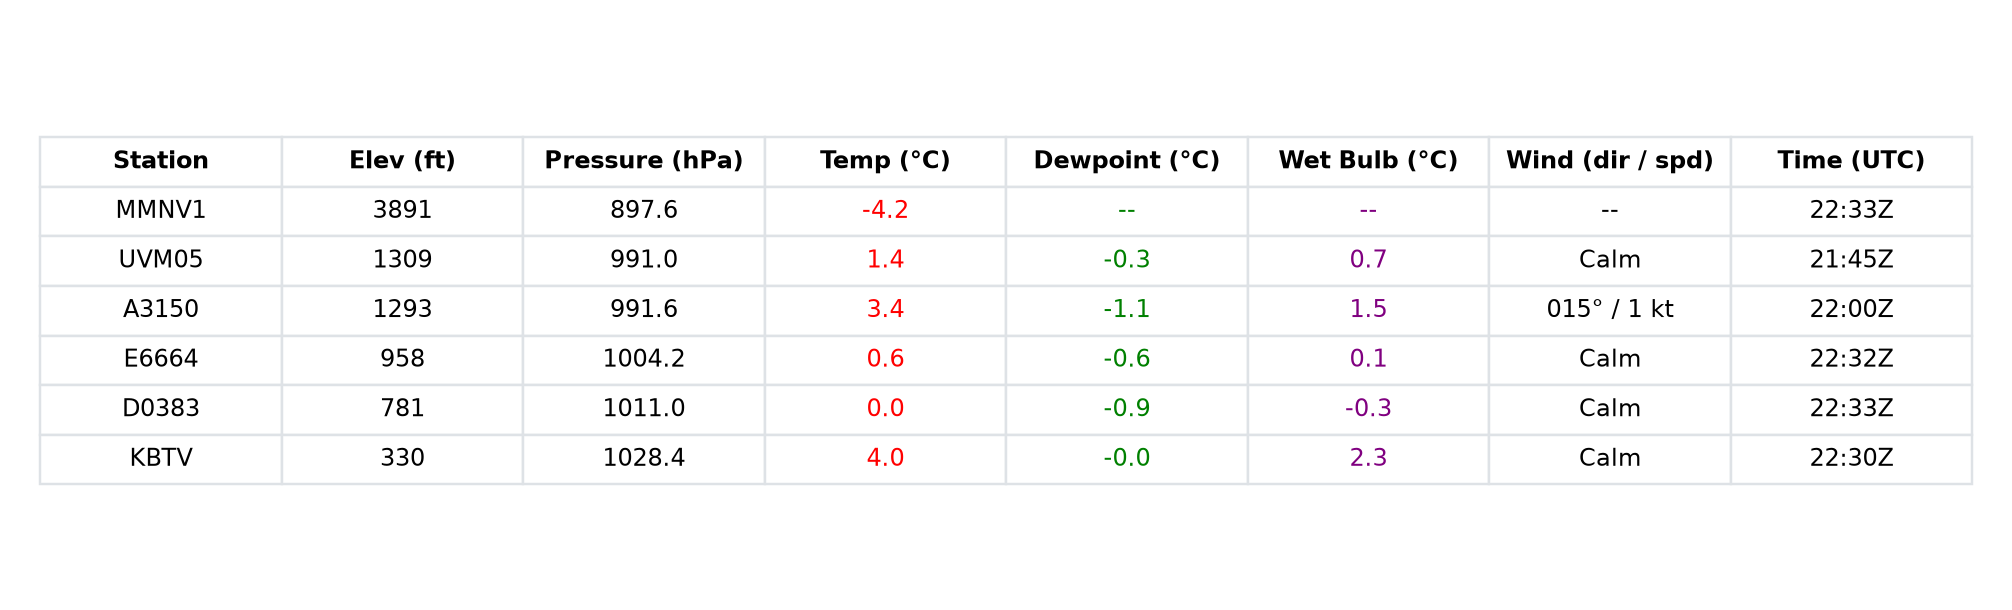 Station Elev (ft) Pressure (hPa) Temp (°C) Dewpoint (°C) Wet Bulb (°C) Wind (dir / spd) Time (UTC)
MMNV1 3891 897.6 -4.2 -- -- -- 22:33Z
UVM05 1309 991.0 1.4 -0.3 0.7 Calm 21:45Z
A3150 1293 991.6 3.4 -1.1 1.5 015° / 1 kt 22:00Z
E6664 958 1004.2 0.6 -0.6 0.1 Calm 22:32Z
D0383 781 1011.0 0.0 -0.9 -0.3 Calm 22:33Z
KBTV 330 1028.4 4.0 -0.0 2.3 Calm 22:30Z